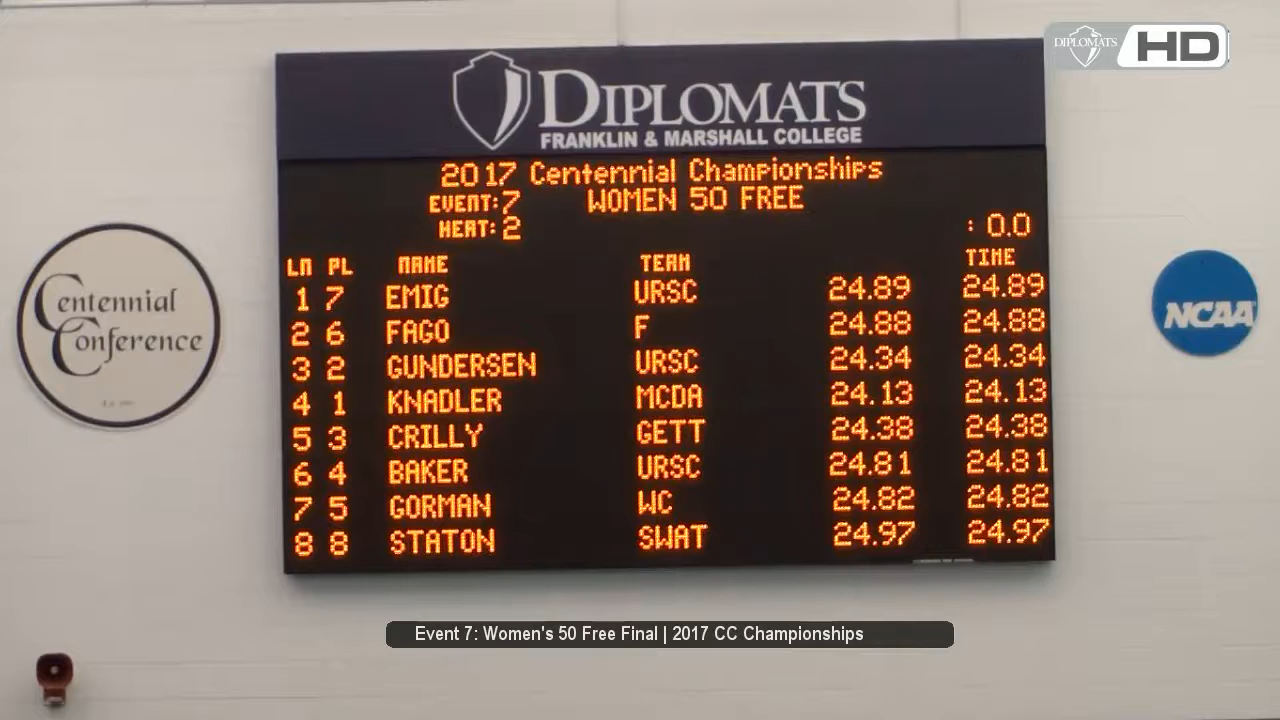 DIPLOMATS HD
DIPLOMATS
FRANKLIN & MARSHALL COLLEGE
2017 Centennial Championships
EVENT:7 WOMEN 50 FREE
HEAT:2 : 0.0
LN PL NAME TEAM TIME
1 7 EMIG URSC 24.89 24.89
2 6 FAGO F 24.88 24.88
3 2 GUNDERSEN URSC 24.34 24.34
4 1 KNADLER MCDA 24.13 24.13
5 3 CRILLY GETT 24.38 24.38
6 4 BAKER URSC 24.81 24.81
7 5 GORMAN WC 24.82 24.82
8 8 STATON SWAT 24.97 24.97
Centennial
Conference
NCAA
Event 7: Women's 50 Free Final | 2017 CC Championships